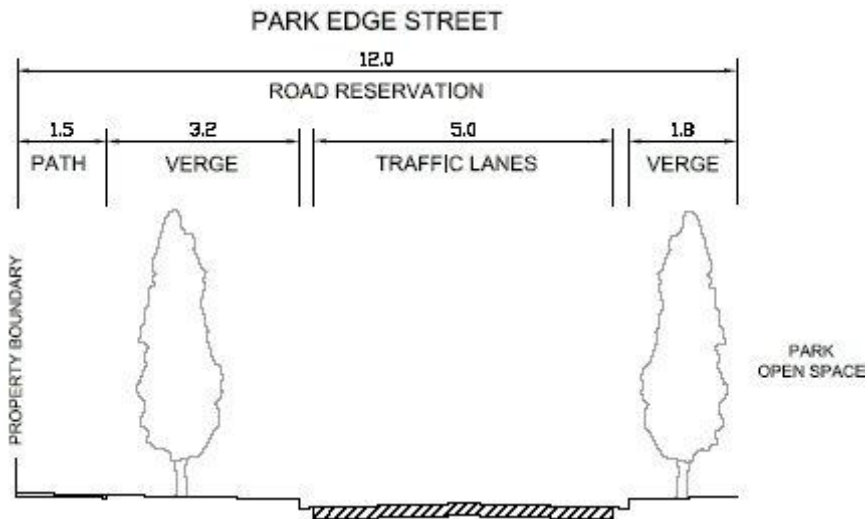 PARK EDGE STREET
12.0
ROAD RESERVATION
1.5 3.2 5.0 1.8
PATH VERGE TRAFFIC LANES VERGE
PROPERTY BOUNDARY
PARK
OPEN SPACE